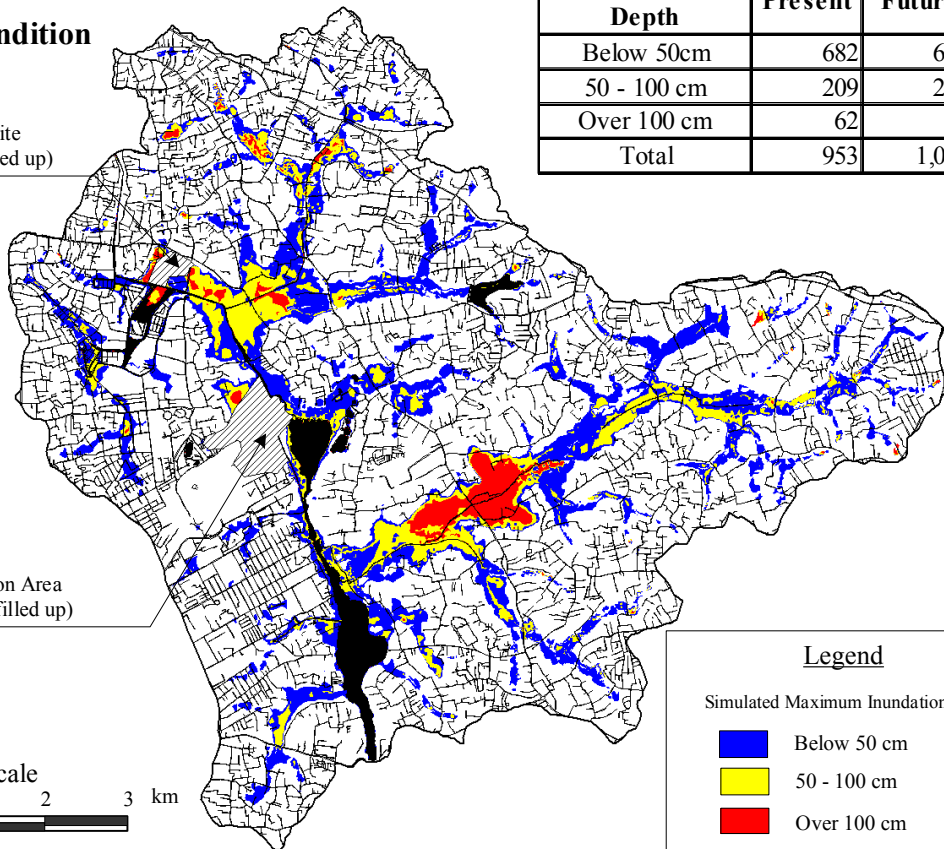 ndition
Depth Present Futur
Below 50cm 682 6
50 - 100 cm 209 2
Over 100 cm 62
Total 953 1,0
ite
ed up)
on Area
filled up)
cale
2 3 km
Legend
Simulated Maximum Inundation
Below 50 cm
50 - 100 cm
Over 100 cm